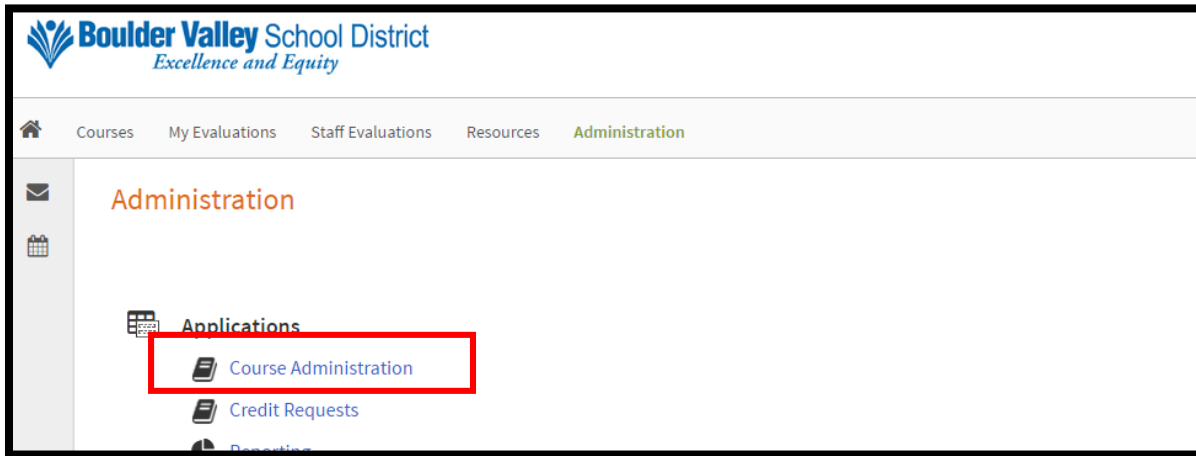 Boulder Valley School District
Excellence and Equity
Courses My Evaluations Staff Evaluations Resources Administration
Administration
Applications
Course Administration
Credit Requests
Reporting